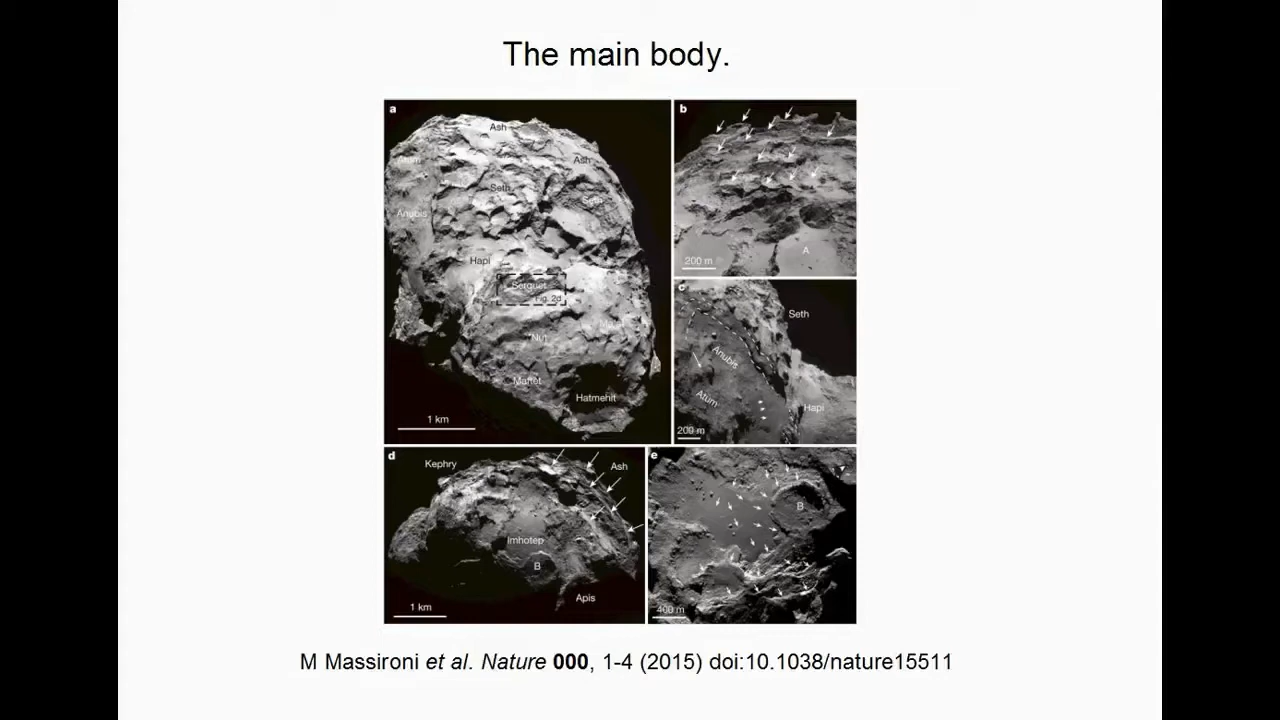 The main body.
a
Ash
Ash
Seth
Seth
Anubis
Hapi
Serquet
Fig. 2d
Nut
Maftet
Hatmehit
1 km
b
A
200 m
c
Seth
Anubis
Atum
Hapi
200 m
d
Kephry
Ash
Imhotep
B
Apis
1 km
e
B
400 m
M Massironi et al. Nature 000, 1-4 (2015) doi:10.1038/nature15511